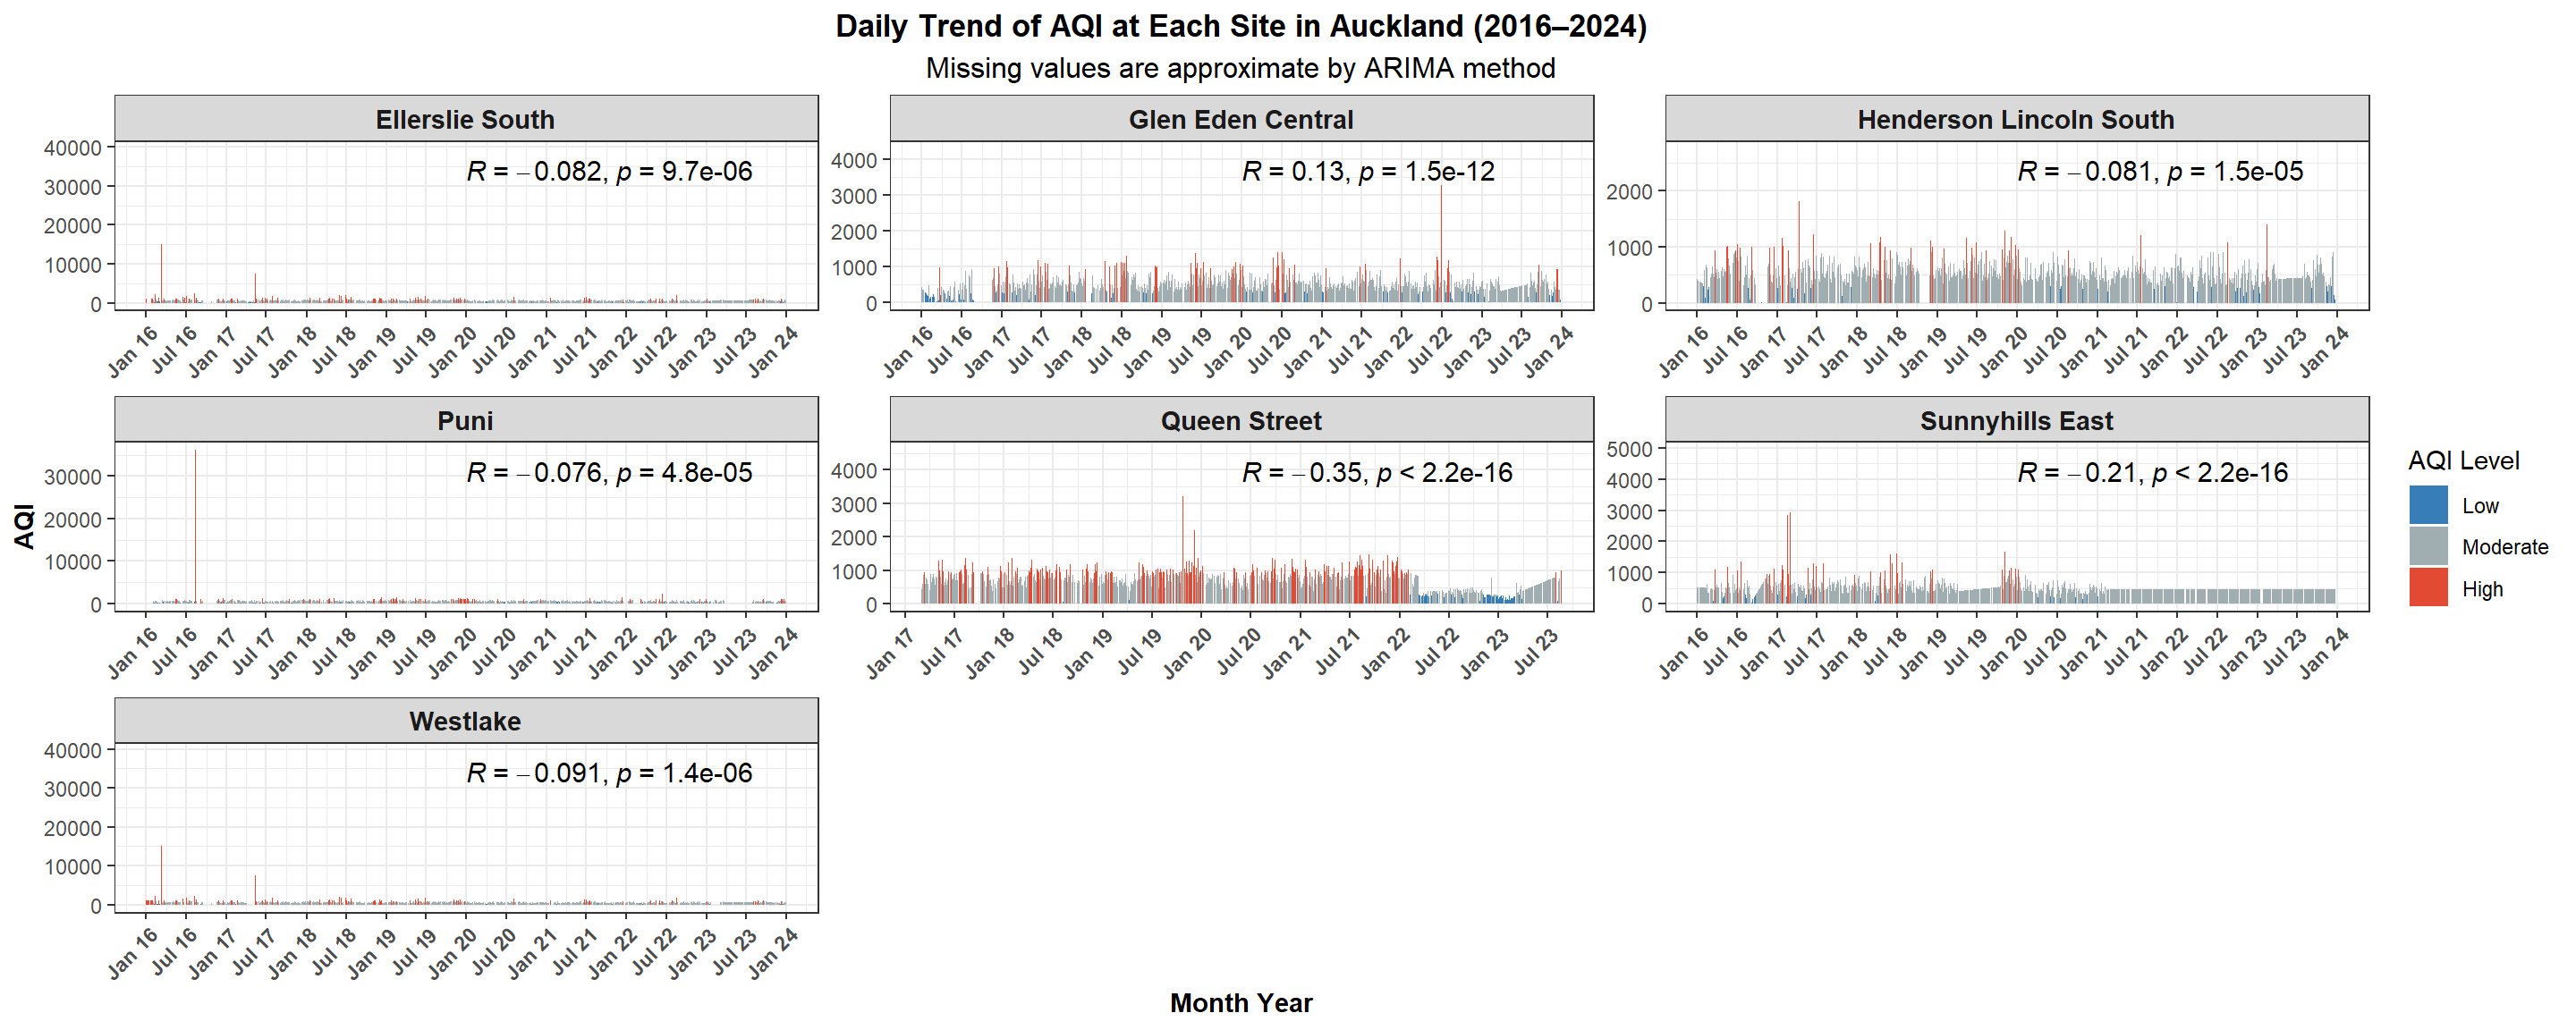 Daily Trend of AQI at Each Site in Auckland (2016–2024)
Missing values are approximate by ARIMA method
Ellerslie South
40000
30000
20000
10000
0
R = −0.082, p = 9.7e-06
Jan 16 Jul 16 Jan 17 Jul 17 Jan 18 Jul 18 Jan 19 Jul 19 Jan 20 Jul 20 Jan 21 Jul 21 Jan 22 Jul 22 Jan 23 Jul 23 Jan 24
Glen Eden Central
4000
3000
2000
1000
0
R = 0.13, p = 1.5e-12
Jan 16 Jul 16 Jan 17 Jul 17 Jan 18 Jul 18 Jan 19 Jul 19 Jan 20 Jul 20 Jan 21 Jul 21 Jan 22 Jul 22 Jan 23 Jul 23 Jan 24
Henderson Lincoln South
2000
1000
0
R = −0.081, p = 1.5e-05
Jan 16 Jul 16 Jan 17 Jul 17 Jan 18 Jul 18 Jan 19 Jul 19 Jan 20 Jul 20 Jan 21 Jul 21 Jan 22 Jul 22 Jan 23 Jul 23 Jan 24
AQI
Puni
30000
20000
10000
0
R = −0.076, p = 4.8e-05
Jan 16 Jul 16 Jan 17 Jul 17 Jan 18 Jul 18 Jan 19 Jul 19 Jan 20 Jul 20 Jan 21 Jul 21 Jan 22 Jul 22 Jan 23 Jul 23 Jan 24
Queen Street
4000
3000
2000
1000
0
R = −0.35, p < 2.2e-16
Jan 17 Jul 17 Jan 18 Jul 18 Jan 19 Jul 19 Jan 20 Jul 20 Jan 21 Jul 21 Jan 22 Jul 22 Jan 23 Jul 23
Sunnyhills East
5000
4000
3000
2000
1000
0
R = −0.21, p < 2.2e-16
Jan 16 Jul 16 Jan 17 Jul 17 Jan 18 Jul 18 Jan 19 Jul 19 Jan 20 Jul 20 Jan 21 Jul 21 Jan 22 Jul 22 Jan 23 Jul 23 Jan 24
AQI Level
Low
Moderate
High
Westlake
40000
30000
20000
10000
0
R = −0.091, p = 1.4e-06
Jan 16 Jul 16 Jan 17 Jul 17 Jan 18 Jul 18 Jan 19 Jul 19 Jan 20 Jul 20 Jan 21 Jul 21 Jan 22 Jul 22 Jan 23 Jul 23 Jan 24
Month Year